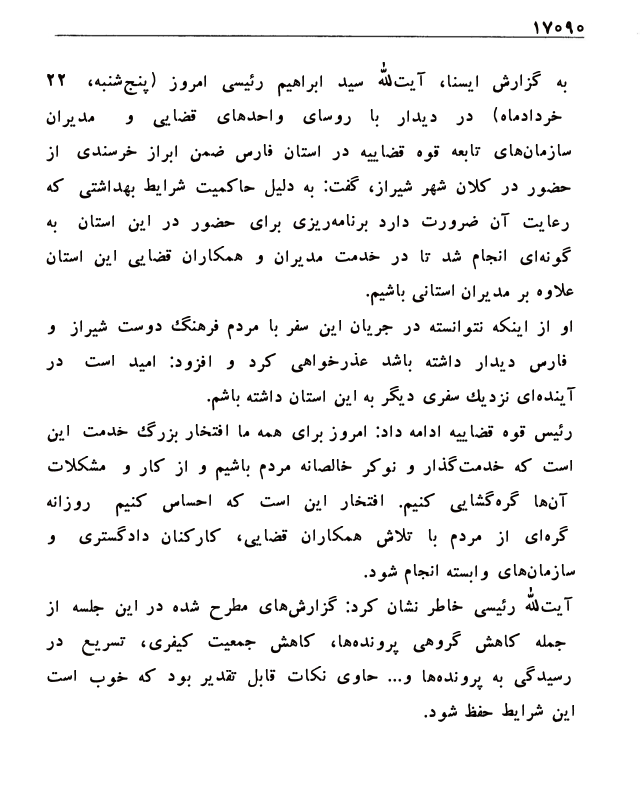 ۱۷۰۹۰
به گزارش ایسنا، آیت‌الله سید ابراهیم رئیسی امروز (پنج‌شنبه، ۲۲
خردادماه) در دیدار با روسای واحدهای قضایی و مدیران
سازمان‌های تابعه قوه قضاییه در استان فارس ضمن ابراز خرسندی از
حضور در کلان شهر شیراز، گفت: به دلیل حاکمیت شرایط بهداشتی که
رعایت آن ضرورت دارد برنامه‌ریزی برای حضور در این استان به
گونه‌ای انجام شد تا در خدمت مدیران و همکاران قضایی این استان
علاوه بر مدیران استانی باشیم.
او از اینکه نتوانسته در جریان این سفر با مردم فرهنگ دوست شیراز و
فارس دیدار داشته باشد عذرخواهی کرد و افزود: امید است در
آینده‌ای نزدیك سفری دیگر به این استان داشته باشم.
رئیس قوه قضاییه ادامه داد: امروز برای همه ما افتخار بزرگ خدمت این
است که خدمت‌گذار و نوکر خالصانه مردم باشیم و از کار و مشکلات
آن‌ها گره‌گشایی کنیم. افتخار این است که احساس کنیم روزانه
گره‌ای از مردم با تلاش همکاران قضایی، کارکنان دادگستری و
سازمان‌های وابسته انجام شود.
آیت‌الله رئیسی خاطر نشان کرد: گزارش‌های مطرح شده در این جلسه از
جمله کاهش گروهی پرونده‌ها، کاهش جمعیت کیفری، تسریع در
رسیدگی به پرونده‌ها و... حاوی نکات قابل تقدیر بود که خوب است
این شرایط حفظ شود.